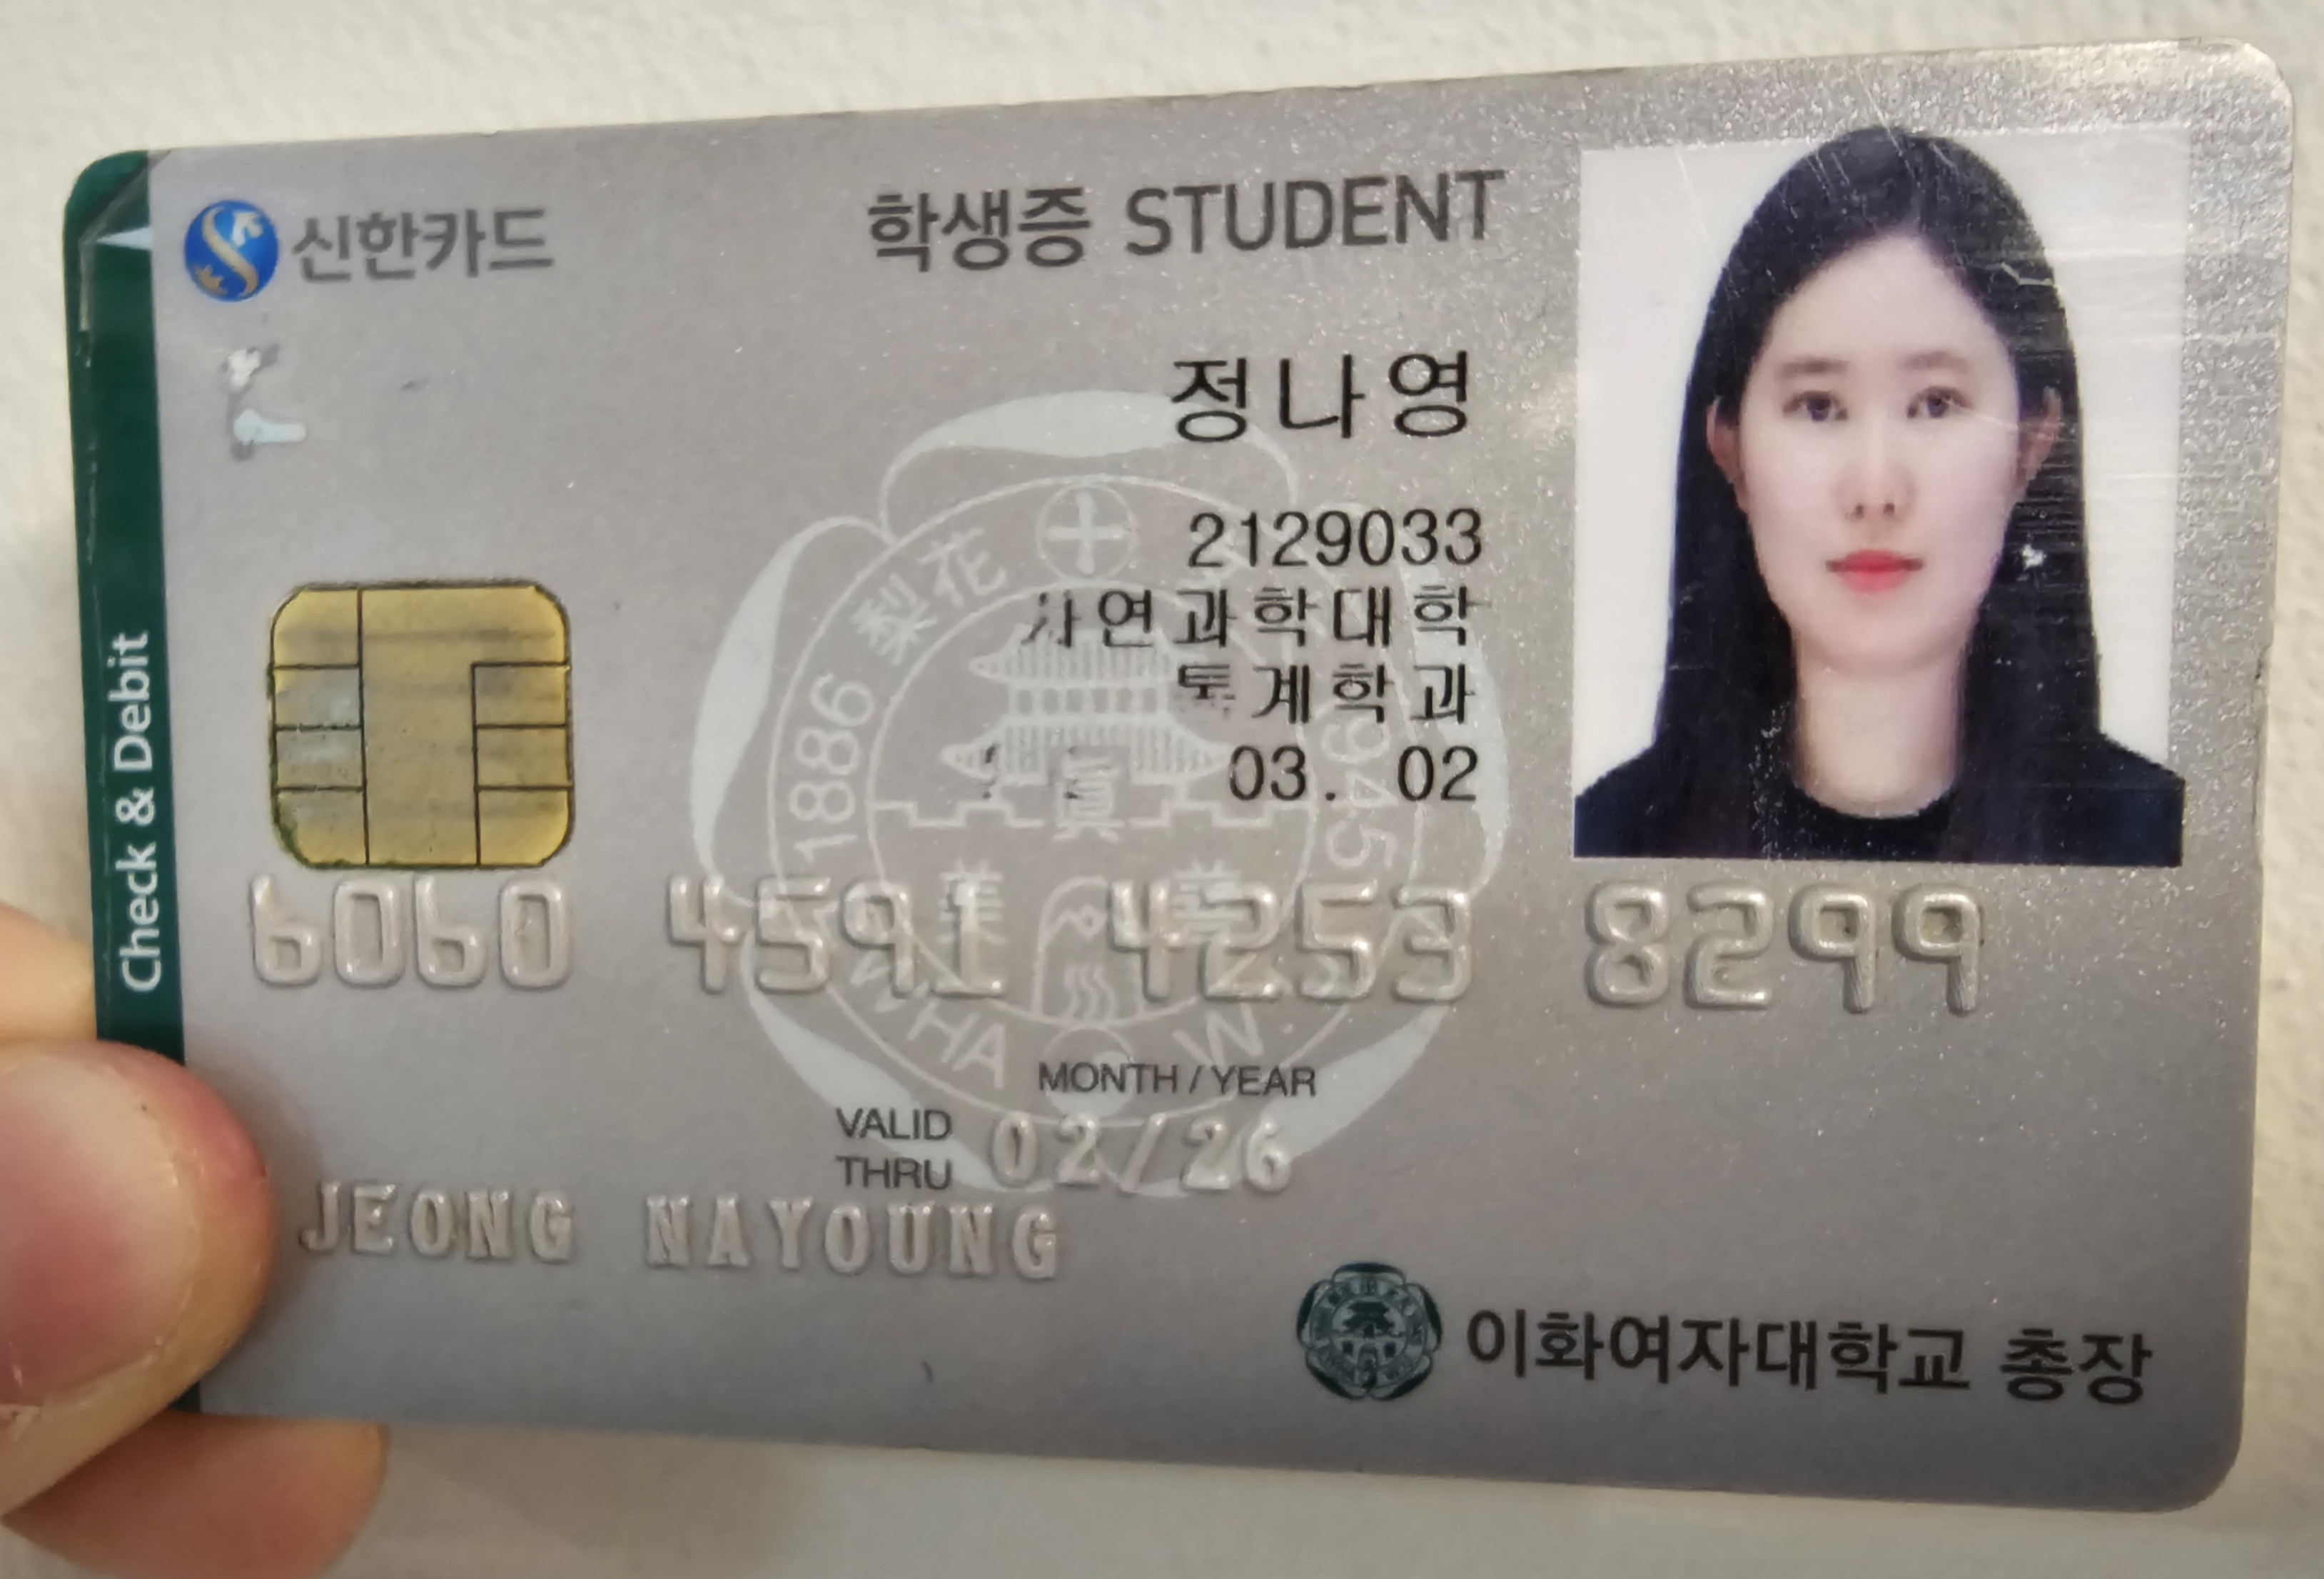 신한카드
학생증 STUDENT
정나영
2129033
자연과학대학
통계학과
03. 02
1886 梨花
眞
Check & Debit
6060 4591 4253 8299
MONTH / YEAR
VALID THRU 02/26
JEONG NAYOUNG
이화여자대학교 총장